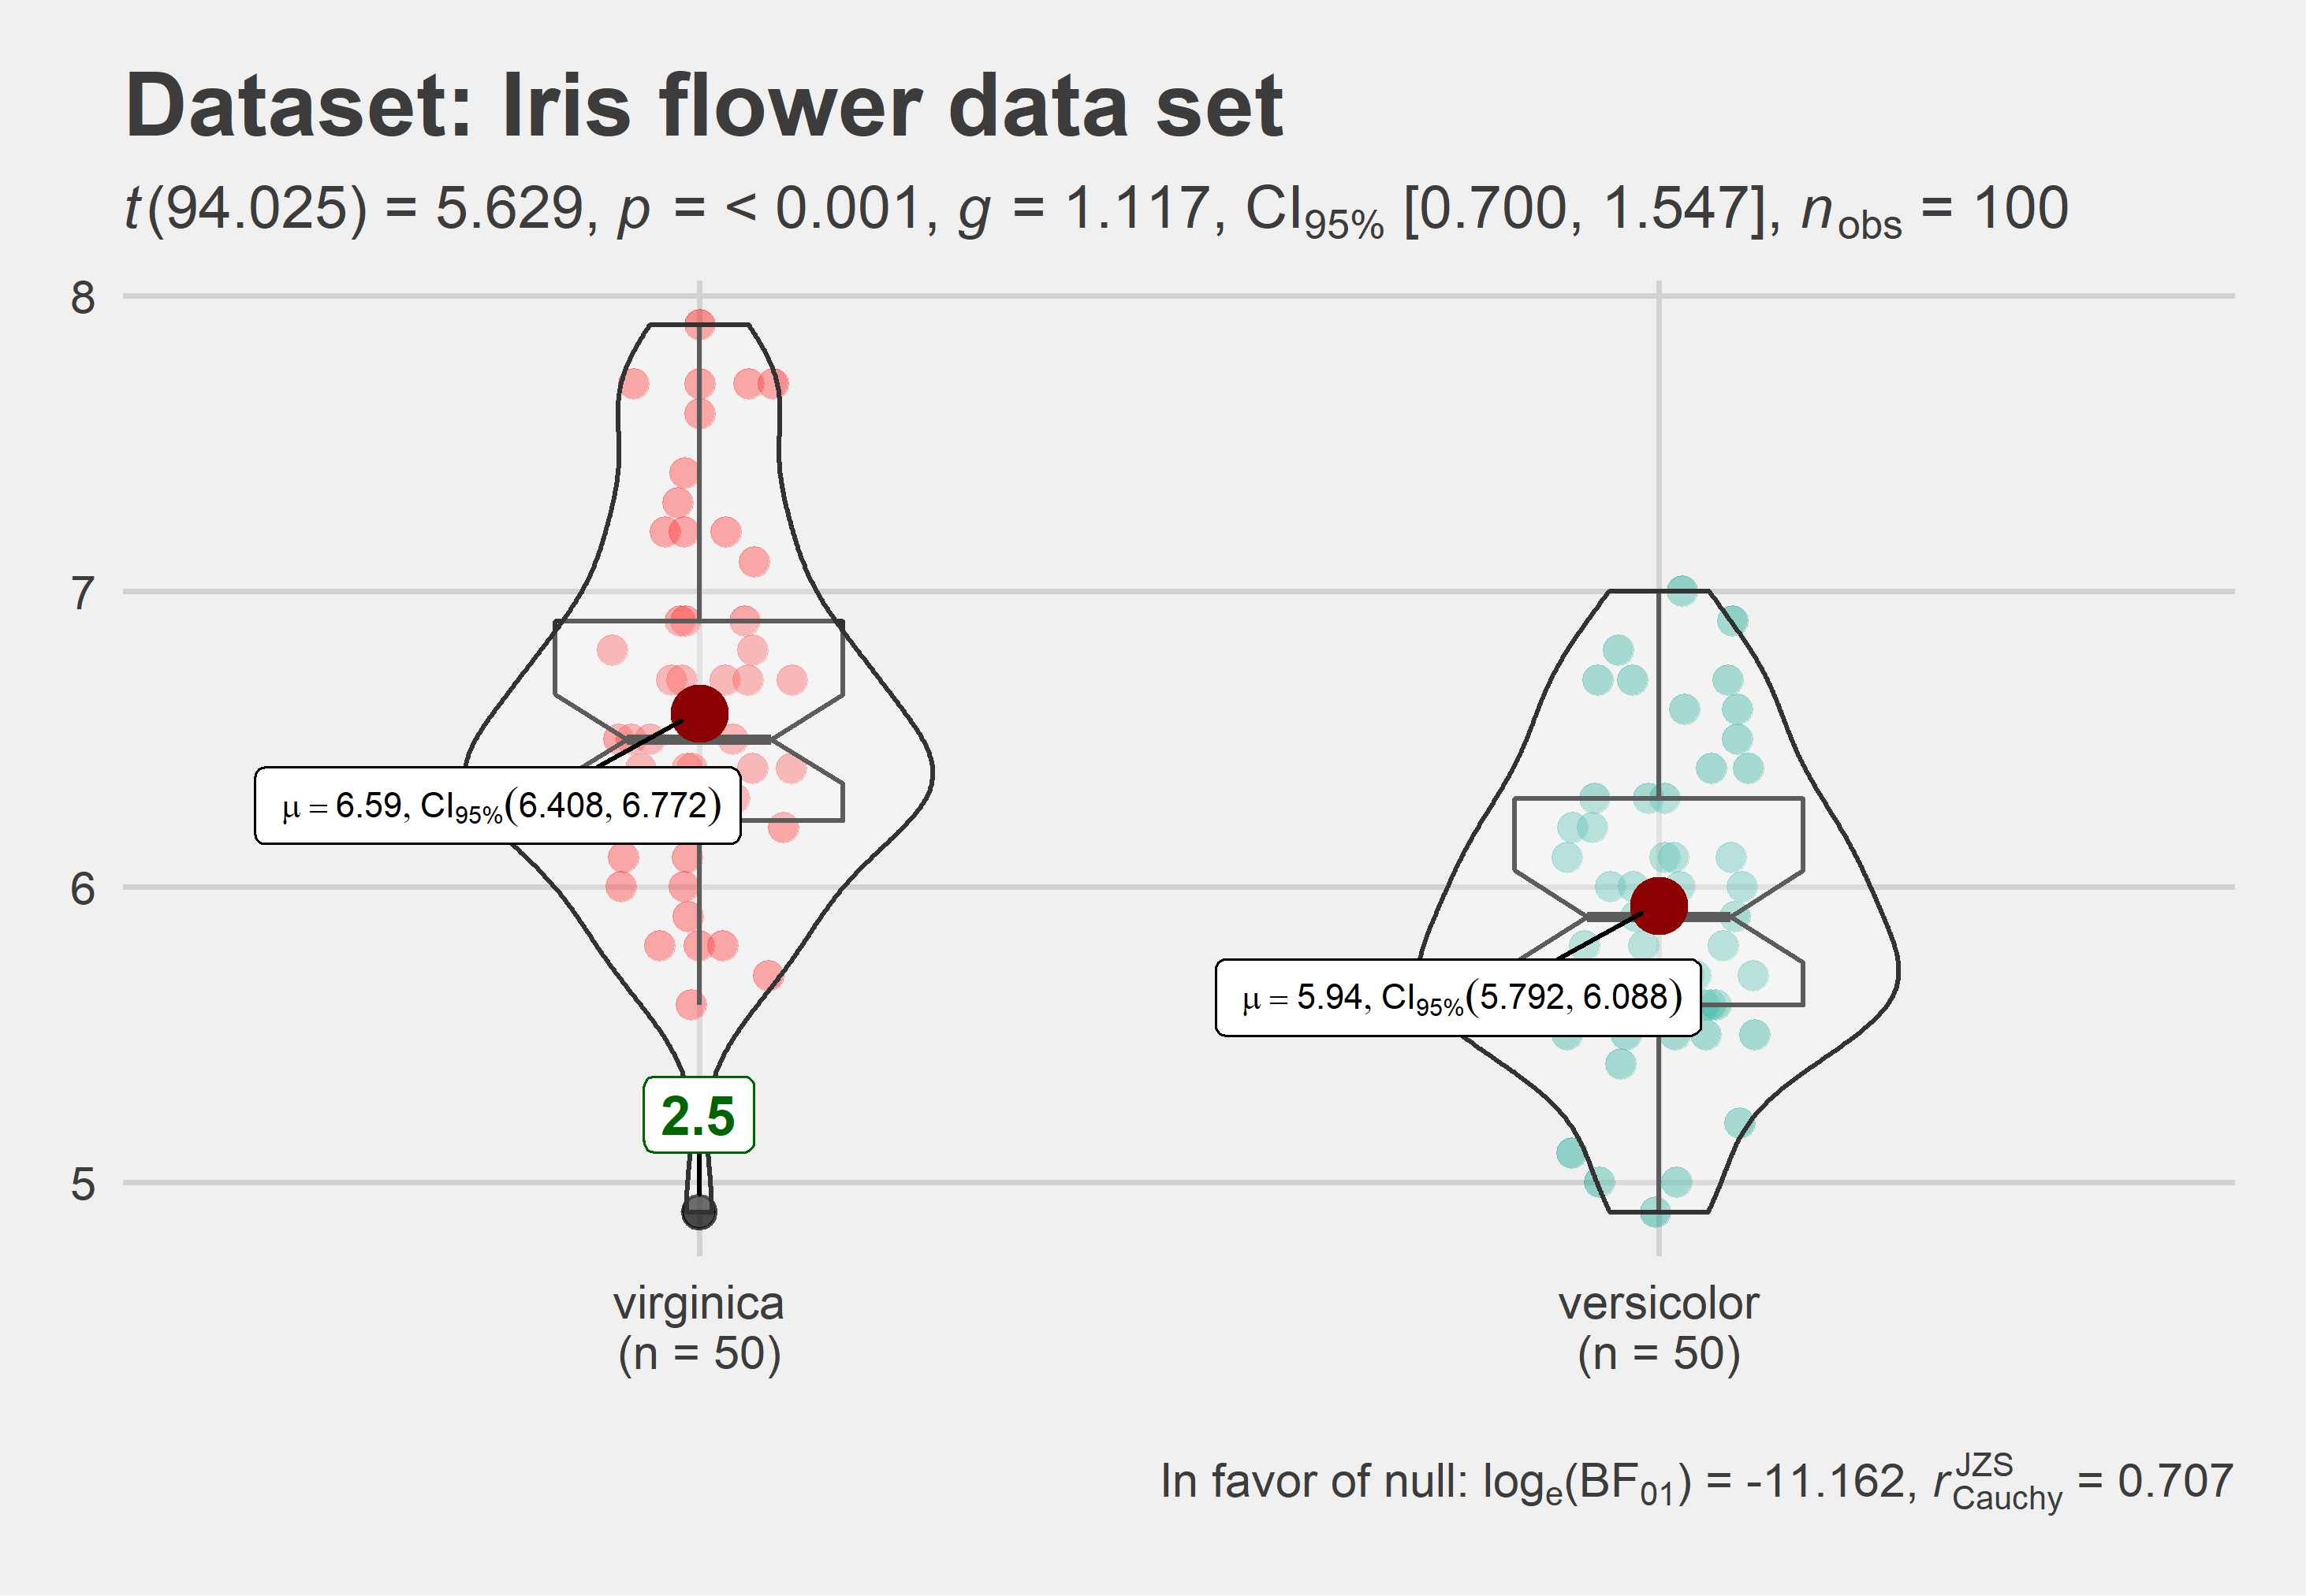 Dataset: Iris flower data set
t(94.025) = 5.629, p = < 0.001, g = 1.117, CI95% [0.700, 1.547], nobs = 100
8
7
6
5
μ = 6.59, CI95%(6.408, 6.772)
μ = 5.94, CI95%(5.792, 6.088)
2.5
virginica
(n = 50)
versicolor
(n = 50)
In favor of null: loge(BF01) = -11.162, rJZSCauchy = 0.707